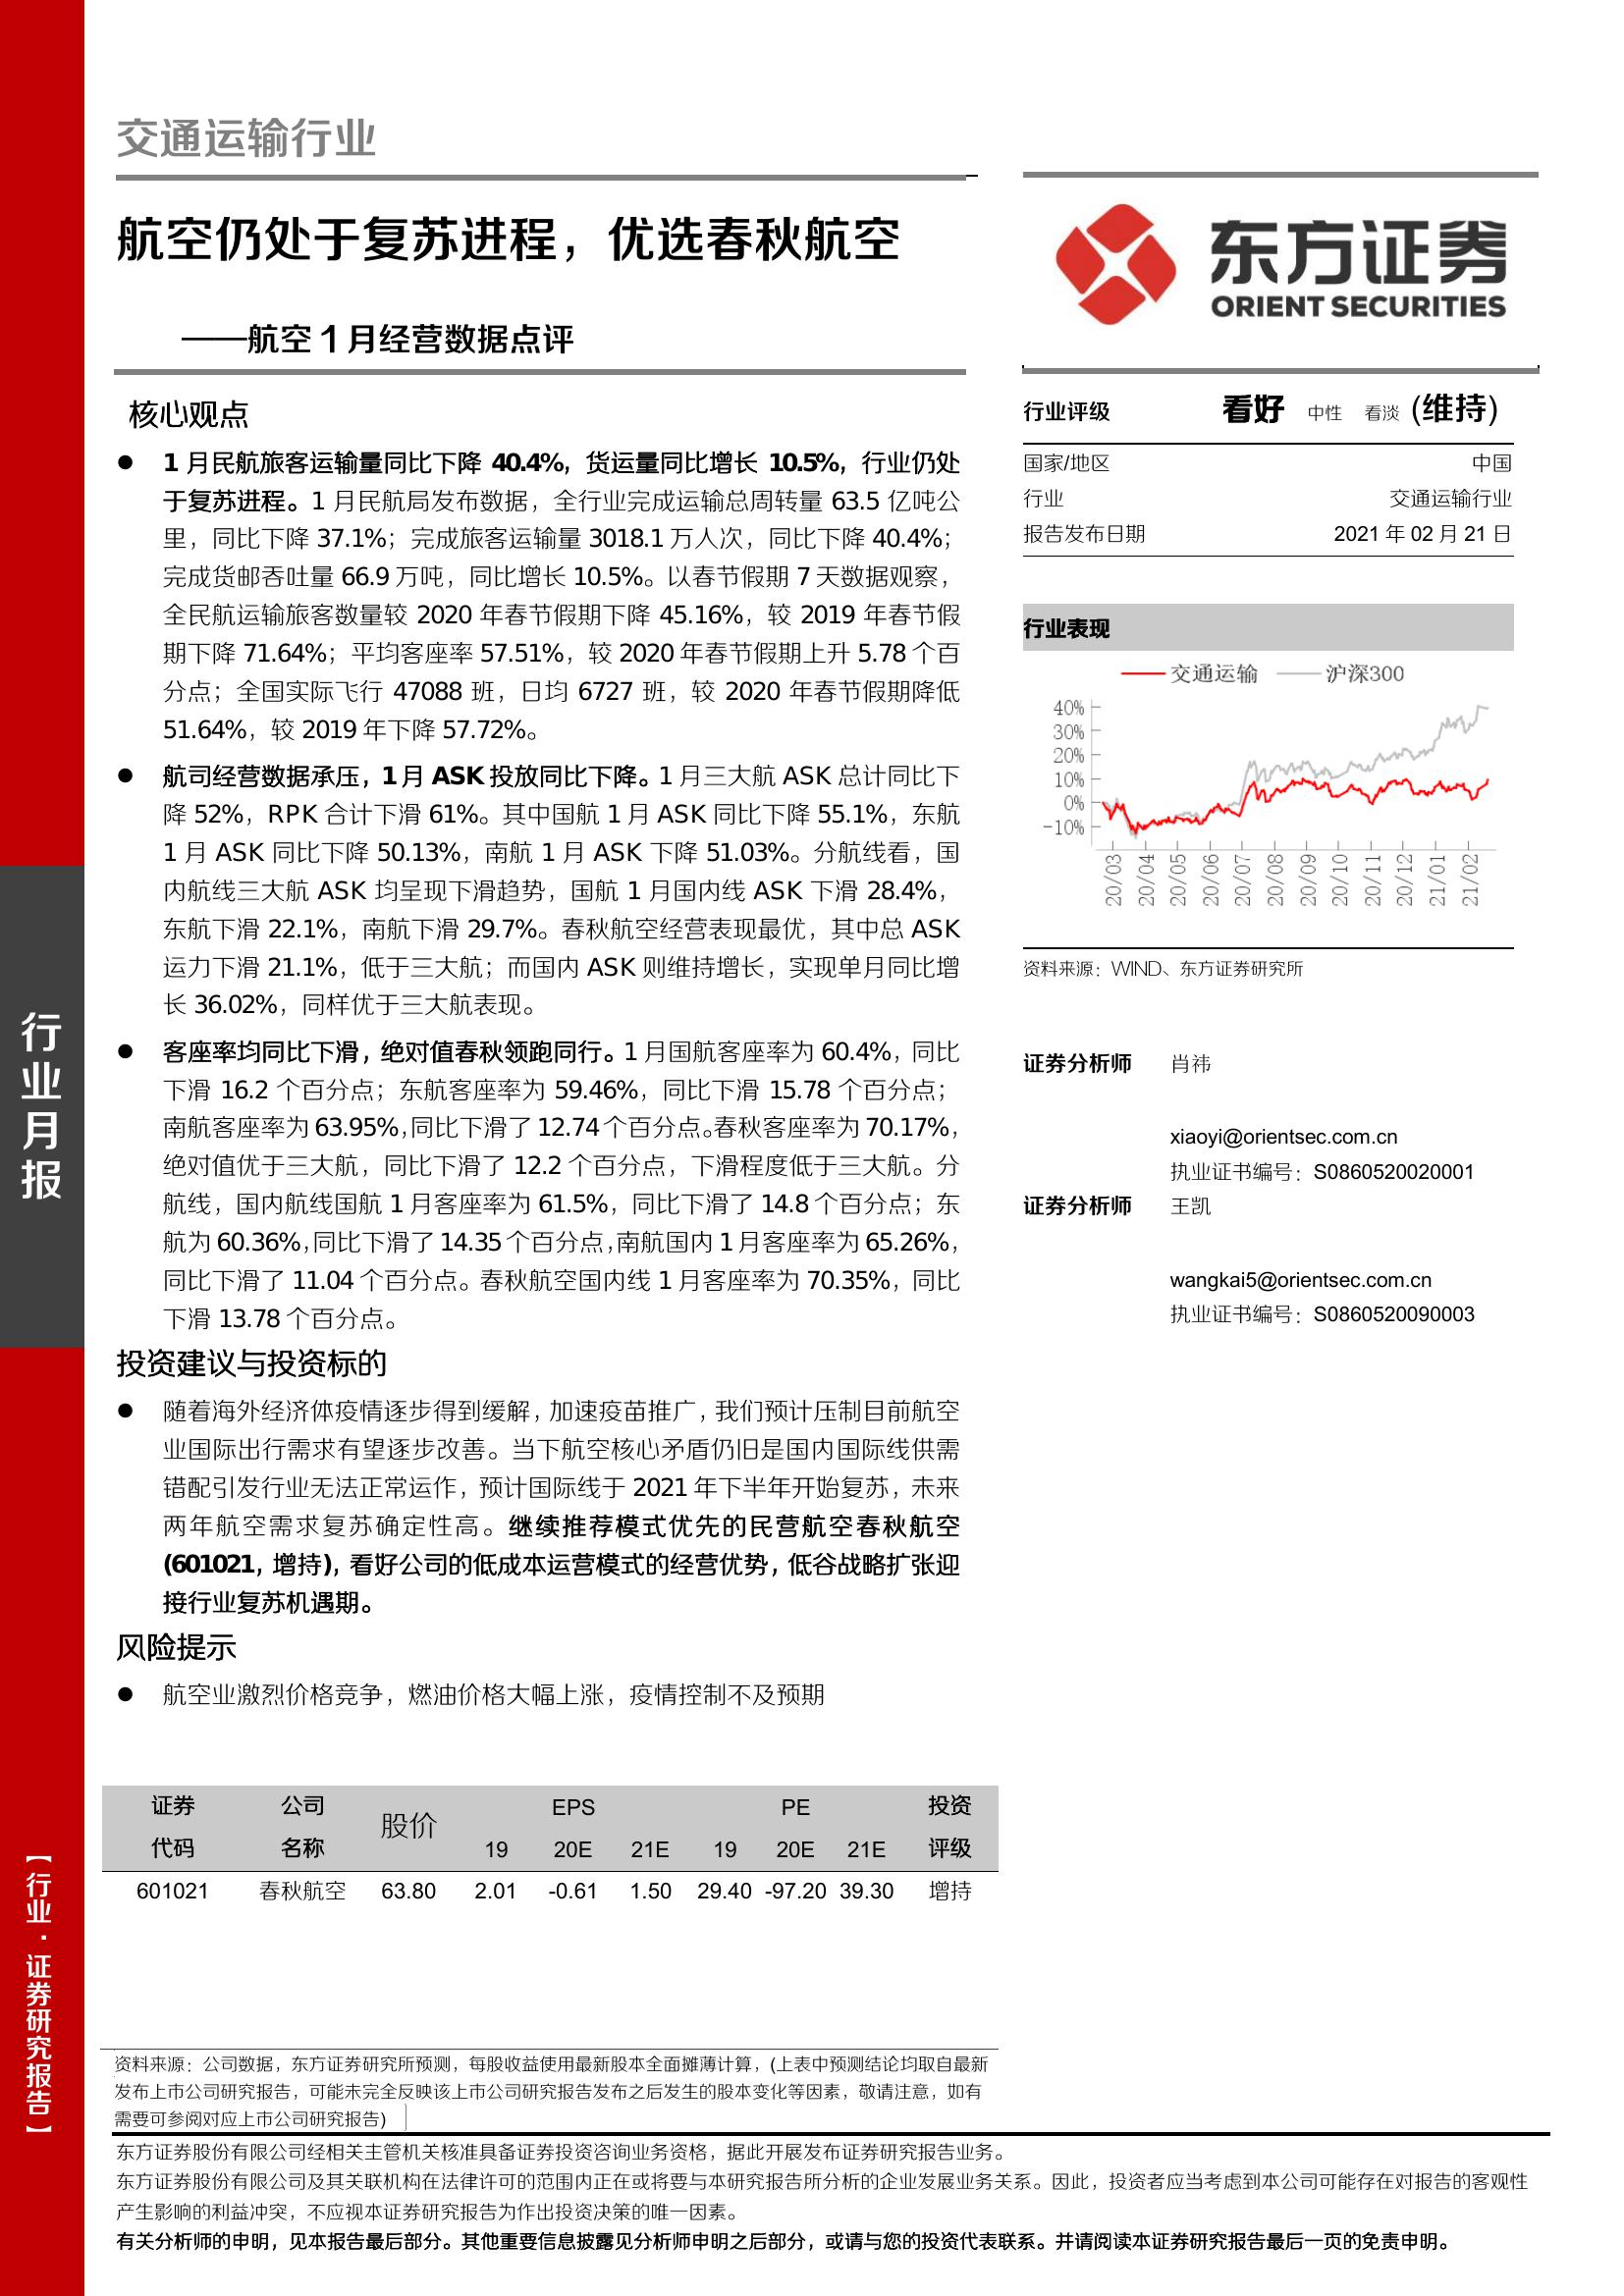 交通运输行业
航空仍处于复苏进程，优选春秋航空
——航空 1 月经营数据点评
核心观点
● 1 月民航旅客运输量同比下降 40.4%，货运量同比增长 10.5%，行业仍处
于复苏进程。1 月民航局发布数据，全行业完成运输总周转量 63.5 亿吨公
里，同比下降 37.1%；完成旅客运输量 3018.1 万人次，同比下降 40.4%；
完成货邮吞吐量 66.9 万吨，同比增长 10.5%。以春节假期 7 天数据观察，
全民航运输旅客数量较 2020 年春节假期下降 45.16%，较 2019 年春节假
期下降 71.64%；平均客座率 57.51%，较 2020 年春节假期上升 5.78 个百
分点；全国实际飞行 47088 班，日均 6727 班，较 2020 年春节假期降低
51.64%，较 2019 年下降 57.72%。
● 航司经营数据承压，1 月 ASK 投放同比下降。1 月三大航 ASK 总计同比下
降 52%，RPK 合计下滑 61%。其中国航 1 月 ASK 同比下降 55.1%，东航
1 月 ASK 同比下降 50.13%，南航 1 月 ASK 下降 51.03%。分航线看，国
内航线三大航 ASK 均呈现下滑趋势，国航 1 月国内线 ASK 下滑 28.4%，
东航下滑 22.1%，南航下滑 29.7%。春秋航空经营表现最优，其中总 ASK
运力下滑 21.1%，低于三大航；而国内 ASK 则维持增长，实现单月同比增
长 36.02%，同样优于三大航表现。
● 客座率均同比下滑，绝对值春秋领跑同行。1 月国航客座率为 60.4%，同比
下滑 16.2 个百分点；东航客座率为 59.46%，同比下滑 15.78 个百分点；
南航客座率为 63.95%，同比下滑了 12.74 个百分点。春秋客座率为 70.17%，
绝对值优于三大航，同比下滑了 12.2 个百分点，下滑程度低于三大航。分
航线，国内航线国航 1 月客座率为 61.5%，同比下滑了 14.8 个百分点；东
航为 60.36%，同比下滑了 14.35 个百分点，南航国内 1 月客座率为 65.26%，
同比下滑了 11.04 个百分点。春秋航空国内线 1 月客座率为 70.35%，同比
下滑 13.78 个百分点。
投资建议与投资标的
● 随着海外经济体疫情逐步得到缓解，加速疫苗推广，我们预计压制目前航空
业国际出行需求有望逐步改善。当下航空核心矛盾仍旧是国内国际线供需
错配引发行业无法正常运作，预计国际线于 2021 年下半年开始复苏，未来
两年航空需求复苏确定性高。继续推荐模式优先的民营航空春秋航空
(601021，增持)，看好公司的低成本运营模式的经营优势，低谷战略扩张迎
接行业复苏机遇期。
风险提示
● 航空业激烈价格竞争，燃油价格大幅上涨，疫情控制不及预期
证券 公司 股价 EPS PE 投资
代码 名称 19 20E 21E 19 20E 21E 评级
601021 春秋航空 63.80 2.01 -0.61 1.50 29.40 -97.20 39.30 增持
资料来源：公司数据，东方证券研究所预测，每股收益使用最新股本全面摊薄计算，(上表中预测结论均取自最新
发布上市公司研究报告，可能未完全反映该上市公司研究报告发布之后发生的股本变化等因素，敬请注意，如有
需要可参阅对应上市公司研究报告)
东方证券
ORIENT SECURITIES
行业评级 看好 中性 看淡 (维持)
国家/地区 中国
行业 交通运输行业
报告发布日期 2021 年 02 月 21 日
行业表现
交通运输 沪深300
40%
30%
20%
10%
0%
-10%
20/03 20/04 20/05 20/06 20/07 20/08 20/09 20/10 20/11 20/12 21/01 21/02
资料来源：WIND、东方证券研究所
证券分析师 肖祎
xiaoyi@orientsec.com.cn
执业证书编号：S0860520020001
证券分析师 王凯
wangkai5@orientsec.com.cn
执业证书编号：S0860520090003
行业月报
【行业·证券研究报告】
东方证券股份有限公司经相关主管机关核准具备证券投资咨询业务资格，据此开展发布证券研究报告业务。
东方证券股份有限公司及其关联机构在法律许可的范围内正在或将要与本研究报告所分析的企业发展业务关系。因此，投资者应当考虑到本公司可能存在对报告的客观性
产生影响的利益冲突，不应视本证券研究报告为作出投资决策的唯一因素。
有关分析师的申明，见本报告最后部分。其他重要信息披露见分析师申明之后部分，或请与您的投资代表联系。并请阅读本证券研究报告最后一页的免责申明。